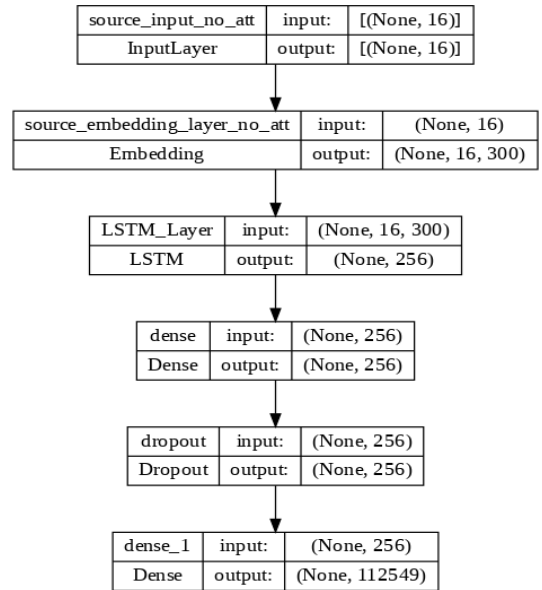 source_input_no_att input: [(None, 16)]
InputLayer output: [(None, 16)]
source_embedding_layer_no_att input: (None, 16)
Embedding output: (None, 16, 300)
LSTM_Layer input: (None, 16, 300)
LSTM output: (None, 256)
dense input: (None, 256)
Dense output: (None, 256)
dropout input: (None, 256)
Dropout output: (None, 256)
dense_1 input: (None, 256)
Dense output: (None, 112549)